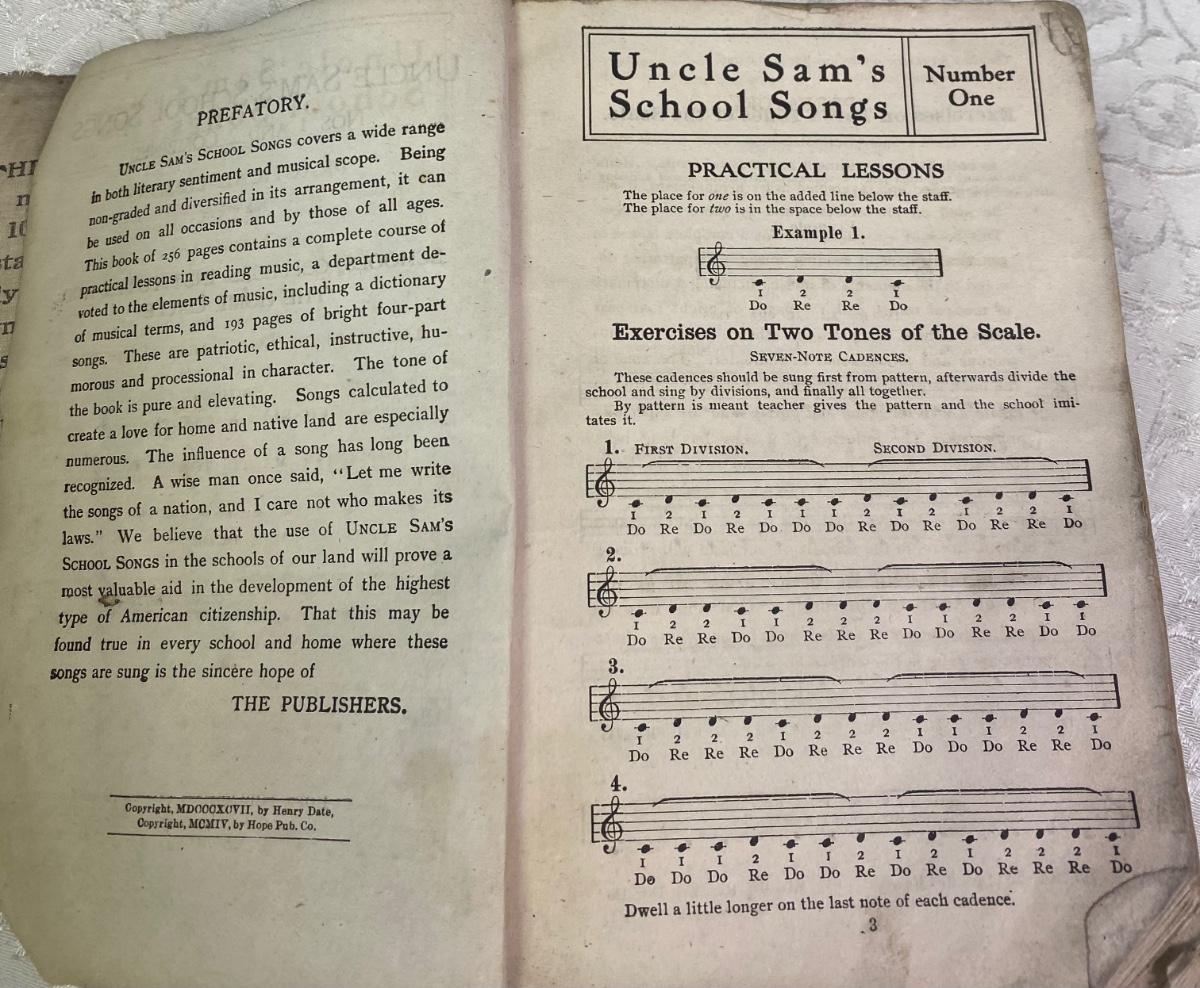 PREFATORY.
UNCLE SAM'S SCHOOL SONGS covers a wide range
in both literary sentiment and musical scope. Being
non-graded and diversified in its arrangement, it can
be used on all occasions and by those of all ages.
This book of 256 pages contains a complete course of
practical lessons in reading music, a department de-
voted to the elements of music, including a dictionary
of musical terms, and 193 pages of bright four-part
songs. These are patriotic, ethical, instructive, hu-
morous and processional in character. The tone of
the book is pure and elevating. Songs calculated to
create a love for home and native land are especially
numerous. The influence of a song has long been
recognized. A wise man once said, "Let me write
the songs of a nation, and I care not who makes its
laws." We believe that the use of UNCLE SAM'S
SCHOOL SONGS in the schools of our land will prove a
most valuable aid in the development of the highest
type of American citizenship. That this may be
found true in every school and home where these
songs are sung is the sincere hope of
THE PUBLISHERS.
Copyright, MDCCCXCVII, by Henry Date,
Copyright, MCMIV, by Hope Pub. Co.
Uncle Sam's
School Songs
Number
One
PRACTICAL LESSONS
The place for one is on the added line below the staff.
The place for two is in the space below the staff.
Example 1.
1 2 2 1
Do Re Re Do
Exercises on Two Tones of the Scale.
SEVEN-NOTE CADENCES.
These cadences should be sung first from pattern, afterwards divide the
school and sing by divisions, and finally all together.
By pattern is meant teacher gives the pattern and the school imi-
tates it.
1. FIRST DIVISION. SECOND DIVISION.
1 2 1 2 1 1 1 2 1 2 1 2 2 1
Do Re Do Re Do Do Do Re Do Re Do Re Re Do
2.
1 2 2 1 1 2 2 2 1 1 2 2 1 1
Do Re Re Do Do Re Re Re Do Do Re Re Do Do
3.
1 2 2 2 1 2 2 2 1 1 1 2 2 1
Do Re Re Re Do Re Re Re Do Do Do Re Re Do
4.
1 1 1 2 1 1 2 1 2 1 2 2 2 1
Do Do Do Re Do Do Re Do Re Do Re Re Re Do
Dwell a little longer on the last note of each cadence.
3